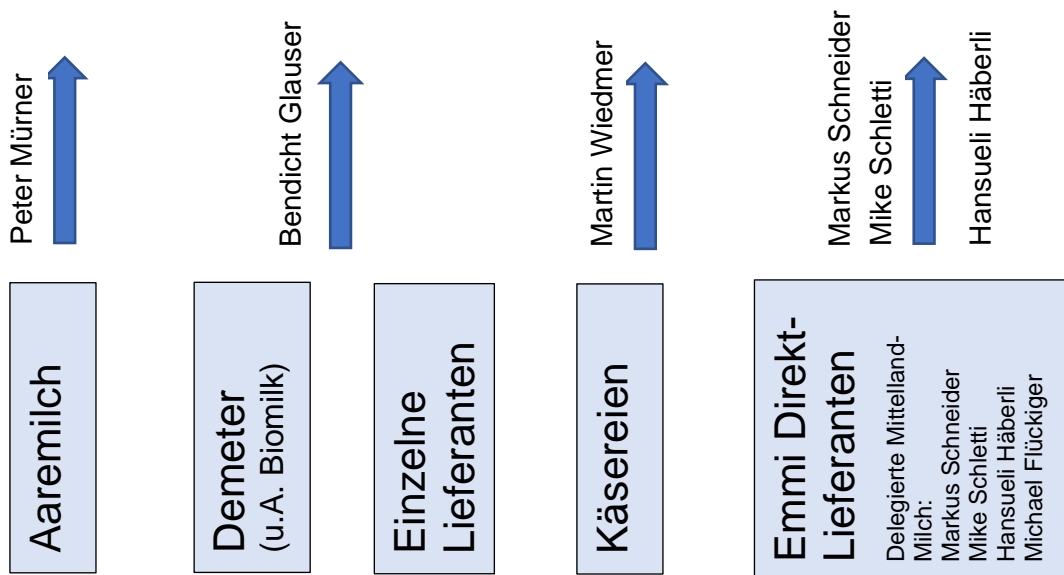 Aaremilch
Peter Mürner
Demeter
(u.A. Biomilk)
Bendicht Glauser
Einzelne
Lieferanten
Käsereien
Martin Wiedmer
Emmi Direkt-
Lieferanten
Delegierte Mittelland-
Milch:
Markus Schneider
Mike Schletti
Hansueli Häberli
Michael Flückiger
Markus Schneider
Mike Schletti
Hansueli Häberli